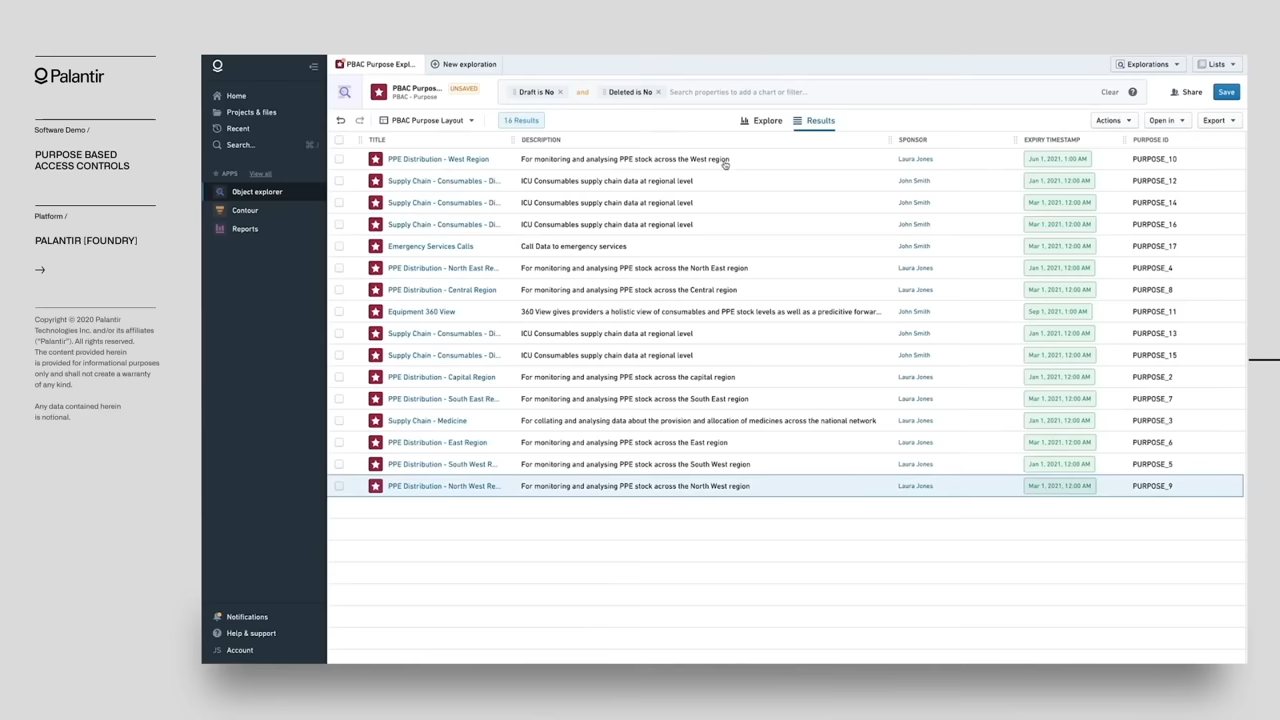 Palantir
Software Demo /
PURPOSE BASED
ACCESS CONTROLS
Platform /
PALANTIR [FOUNDRY]
Copyright © 2020 Palantir
Technologies Inc. and/or its affiliates
("Palantir"). All rights reserved.
The content provided herein
is provided for informational purposes
only and shall not create a warranty
of any kind.
Any data contained herein
is notional.
Home
Projects & files
Recent
Search...
APPS View all
Object explorer
Contour
Reports
Notifications
Help & support
JS Account
PBAC Purpose Expl...
New exploration
Explorations
Lists
PBAC Purpos... UNSAVED
PBAC - Purpose
Draft is No × and Deleted is No × Search properties to add a chart or filter...
Clear
Share
Save
PBAC Purpose Layout
16 Results
Explore
Results
Actions
Open in
Export
TITLE DESCRIPTION SPONSOR EXPIRY TIMESTAMP PURPOSE ID
PPE Distribution - West Region For monitoring and analysing PPE stock across the West region Laura Jones Jun 1, 2021, 1:00 AM PURPOSE_10
Supply Chain - Consumables - Di... ICU Consumables supply chain data at regional level John Smith Jan 1, 2021, 12:00 AM PURPOSE_12
Supply Chain - Consumables - Di... ICU Consumables supply chain data at regional level John Smith Mar 1, 2021, 12:00 AM PURPOSE_14
Supply Chain - Consumables - Di... ICU Consumables supply chain data at regional level John Smith Mar 1, 2021, 12:00 AM PURPOSE_16
Emergency Services Calls Call Data to emergency services John Smith Mar 1, 2021, 12:00 AM PURPOSE_17
PPE Distribution - North East Re... For monitoring and analysing PPE stock across the North East region Laura Jones Jan 1, 2021, 12:00 AM PURPOSE_4
PPE Distribution - Central Region For monitoring and analysing PPE stock across the Central region Laura Jones Mar 1, 2021, 12:00 AM PURPOSE_8
Equipment 360 View 360 View gives providers a holistic view of consumables and PPE stock levels as well as a predicitive forwar... John Smith Sep 1, 2021, 1:00 AM PURPOSE_11
Supply Chain - Consumables - Di... ICU Consumables supply chain data at regional level John Smith Jan 1, 2021, 12:00 AM PURPOSE_13
Supply Chain - Consumables - Di... ICU Consumables supply chain data at regional level John Smith Mar 1, 2021, 12:00 AM PURPOSE_15
PPE Distribution - Capital Region For monitoring and analysing PPE stock across the capital region Laura Jones Jan 1, 2021, 12:00 AM PURPOSE_2
PPE Distribution - South East Re... For monitoring and analysing PPE stock across the South East region Laura Jones Mar 1, 2021, 12:00 AM PURPOSE_7
Supply Chain - Medicine For collating and analysing data about the provision and allocation of medicines across the national network Laura Jones Jan 1, 2021, 12:00 AM PURPOSE_3
PPE Distribution - East Region For monitoring and analysing PPE stock across the East region Laura Jones Mar 1, 2021, 12:00 AM PURPOSE_6
PPE Distribution - South West R... For monitoring and analysing PPE stock across the South West region Laura Jones Jan 1, 2021, 12:00 AM PURPOSE_5
PPE Distribution - North West Re... For monitoring and analysing PPE stock across the North West region Laura Jones Mar 1, 2021, 12:00 AM PURPOSE_9